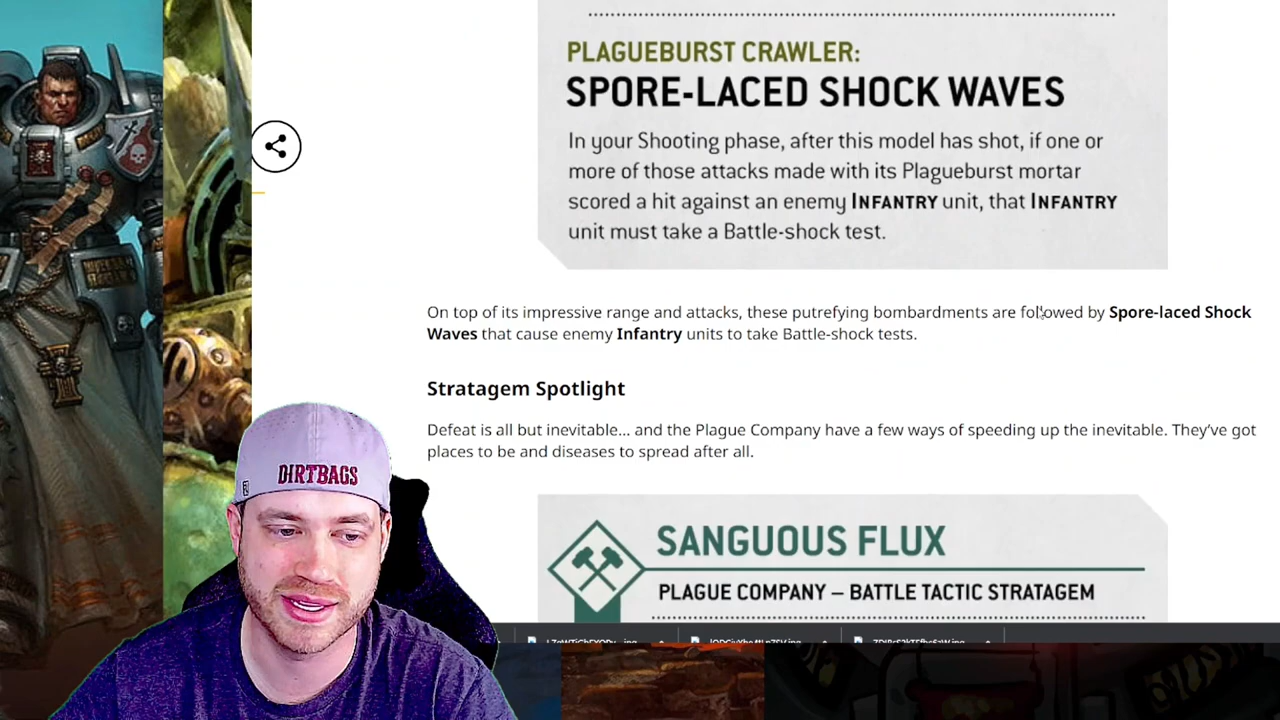 PLAGUEBURST CRAWLER:
SPORE-LACED SHOCK WAVES
In your Shooting phase, after this model has shot, if one or
more of those attacks made with its Plagueburst mortar
scored a hit against an enemy INFANTRY unit, that INFANTRY
unit must take a Battle-shock test.
On top of its impressive range and attacks, these putrefying bombardments are followed by Spore-laced Shock
Waves that cause enemy Infantry units to take Battle-shock tests.
Stratagem Spotlight
Defeat is all but inevitable... and the Plague Company have a few ways of speeding up the inevitable. They've got
places to be and diseases to spread after all.
SANGUOUS FLUX
PLAGUE COMPANY – BATTLE TACTIC STRATAGEM
DIRTBAGS